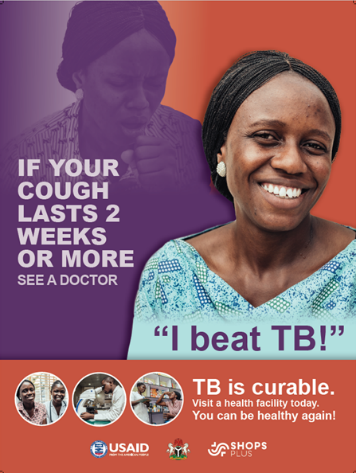 IF YOUR
COUGH
LASTS 2
WEEKS
OR MORE
SEE A DOCTOR
“I beat TB!”
TB is curable.
Visit a health facility today.
You can be healthy again!
USAID
SHOPS
PLUS